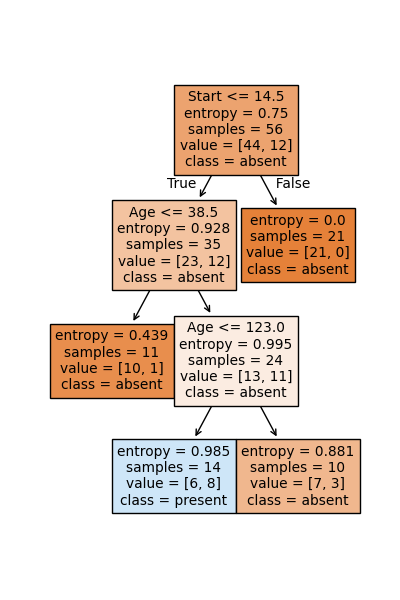 Start <= 14.5
entropy = 0.75
samples = 56
value = [44, 12]
class = absent
True
False
Age <= 38.5
entropy = 0.928
samples = 35
value = [23, 12]
class = absent
entropy = 0.0
samples = 21
value = [21, 0]
class = absent
entropy = 0.439
samples = 11
value = [10, 1]
class = absent
Age <= 123.0
entropy = 0.995
samples = 24
value = [13, 11]
class = absent
entropy = 0.985
samples = 14
value = [6, 8]
class = present
entropy = 0.881
samples = 10
value = [7, 3]
class = absent